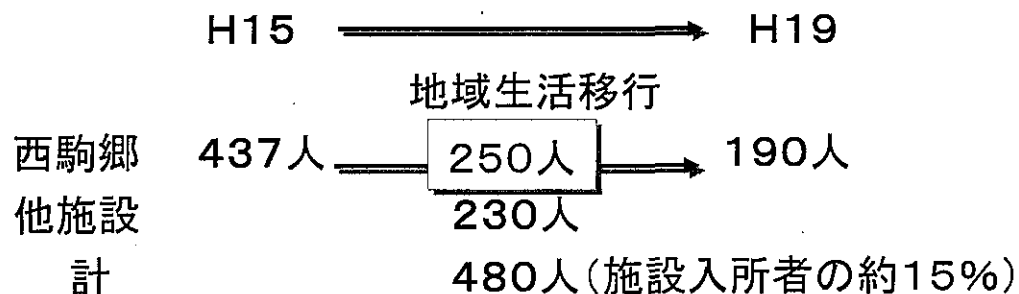 H15 H19
地域生活移行
西駒郷 437人 250人 190人
他施設 230人
計 480人(施設入所者の約15%)